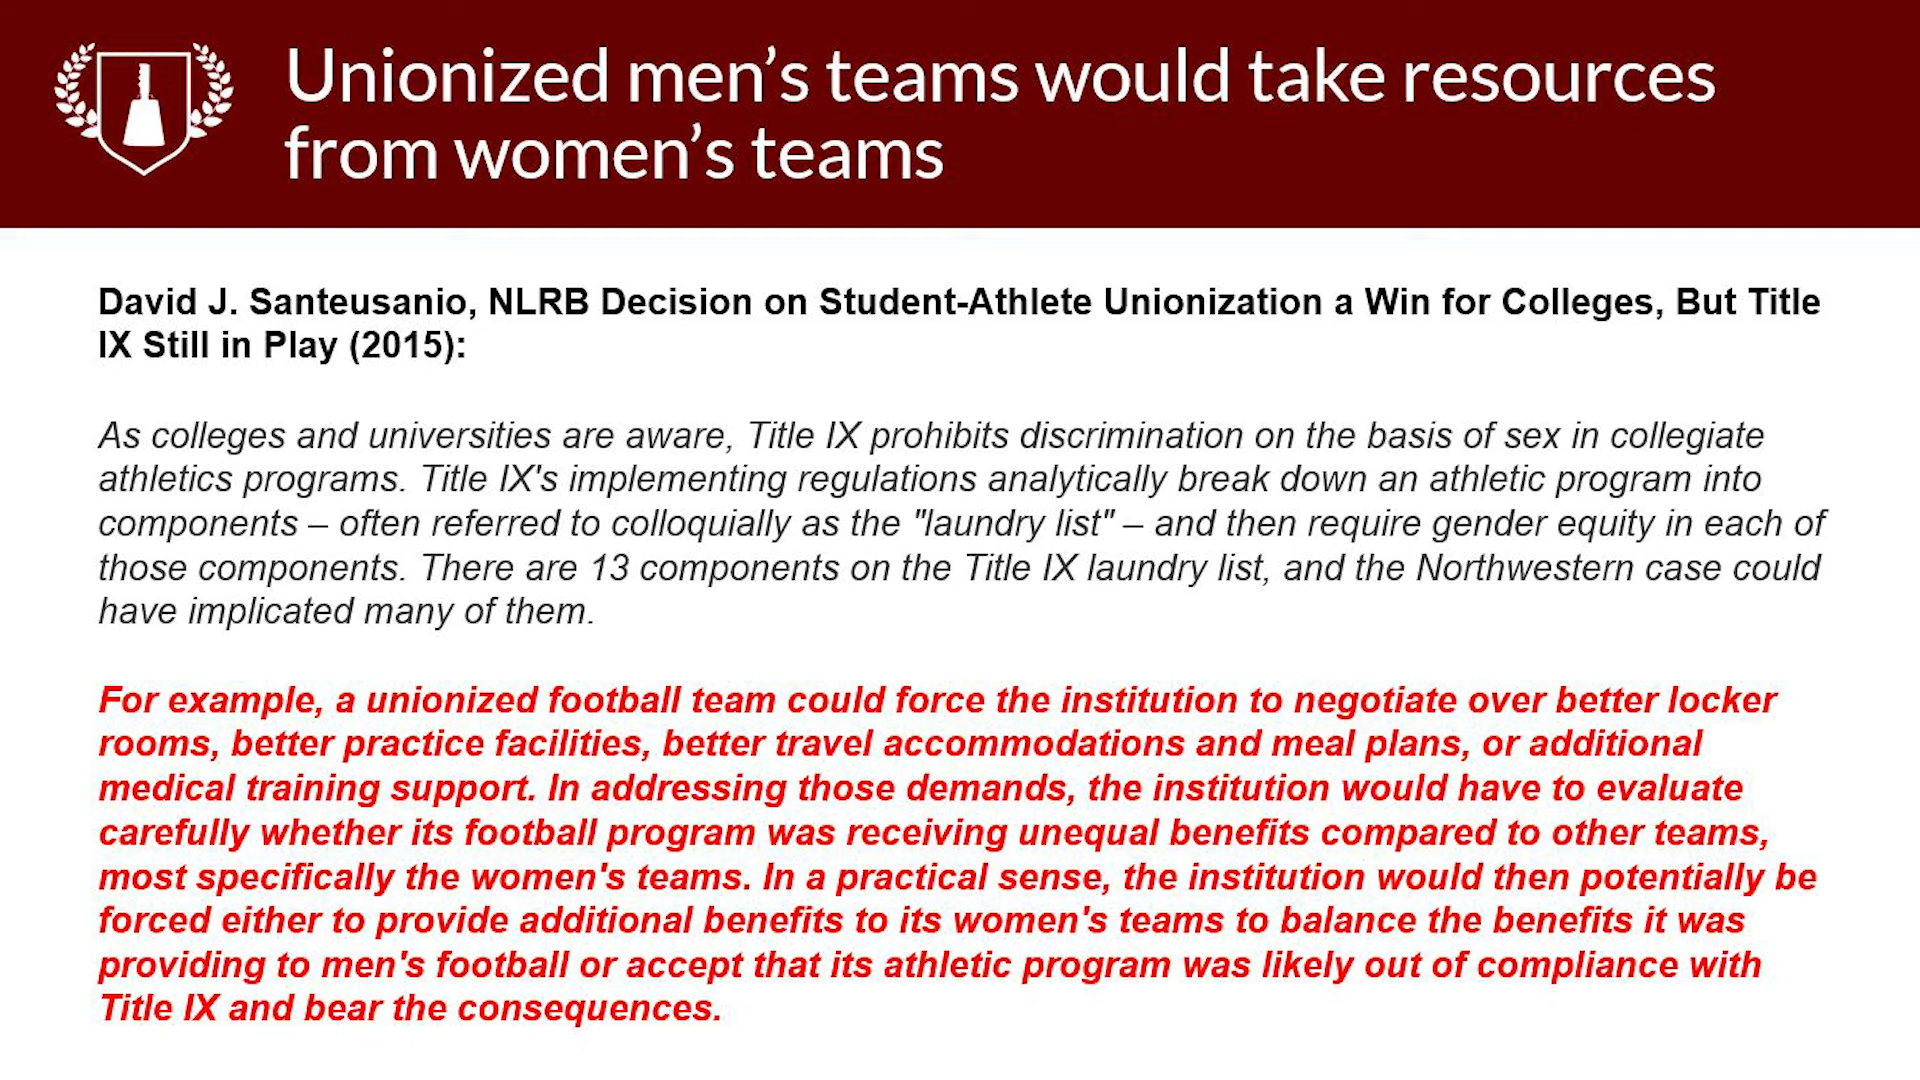 Unionized men’s teams would take resources
from women’s teams
David J. Santeusanio, NLRB Decision on Student-Athlete Unionization a Win for Colleges, But Title
IX Still in Play (2015):
As colleges and universities are aware, Title IX prohibits discrimination on the basis of sex in collegiate
athletics programs. Title IX's implementing regulations analytically break down an athletic program into
components – often referred to colloquially as the "laundry list" – and then require gender equity in each of
those components. There are 13 components on the Title IX laundry list, and the Northwestern case could
have implicated many of them.
For example, a unionized football team could force the institution to negotiate over better locker
rooms, better practice facilities, better travel accommodations and meal plans, or additional
medical training support. In addressing those demands, the institution would have to evaluate
carefully whether its football program was receiving unequal benefits compared to other teams,
most specifically the women's teams. In a practical sense, the institution would then potentially be
forced either to provide additional benefits to its women's teams to balance the benefits it was
providing to men's football or accept that its athletic program was likely out of compliance with
Title IX and bear the consequences.